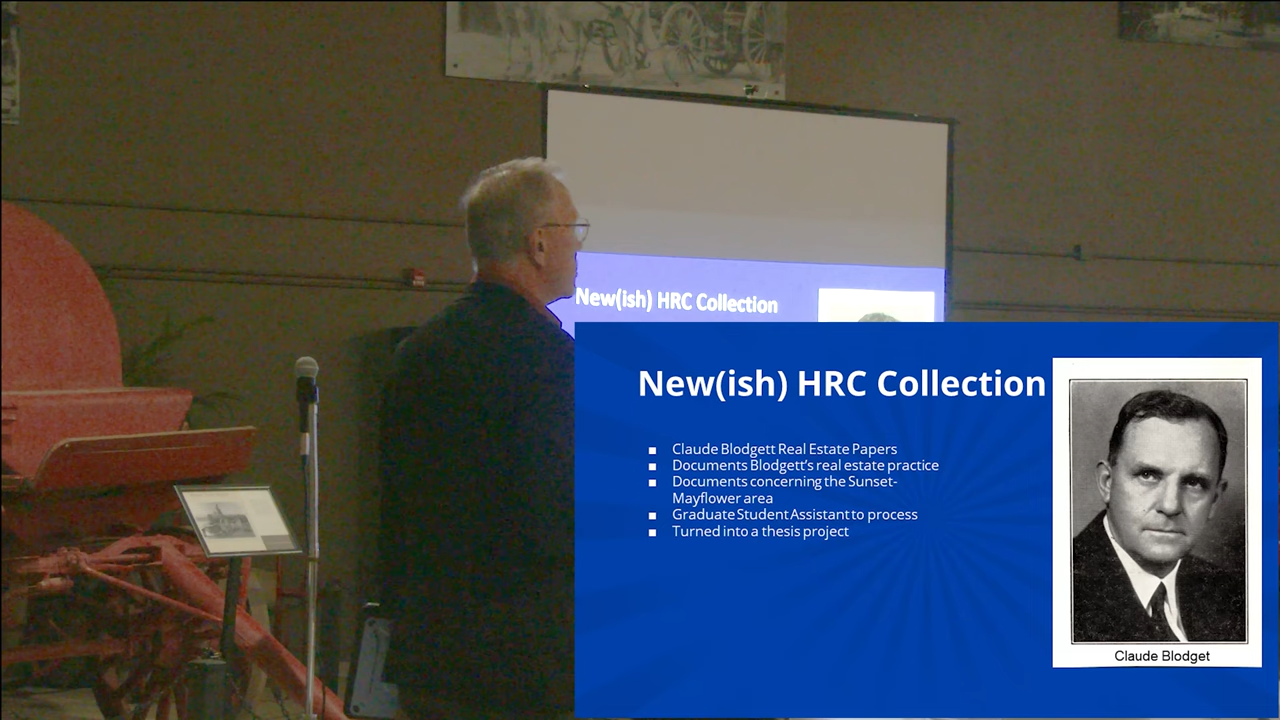 New(ish) HRC Collection
New(ish) HRC Collection
Claude Blodgett Real Estate Papers
Documents Blodgett's real estate practice
Documents concerning the Sunset-
Mayflower area
Graduate Student Assistant to process
Turned into a thesis project
Claude Blodget